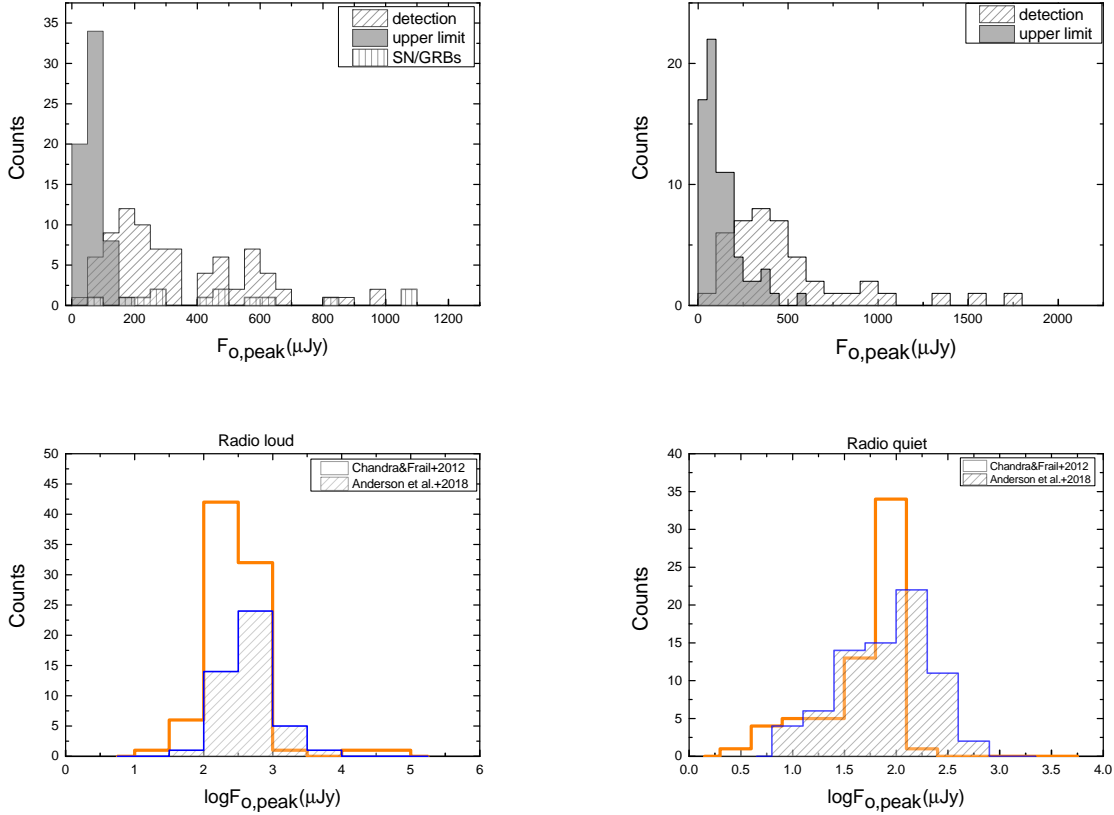 detection
upper limit
SN/GRBs
35
30
25
20
15
10
5
0
Counts
0 200 400 600 800 1000 1200
Fo,peak(μJy)
detection
upper limit
20
10
0
Counts
0 500 1000 1500 2000
Fo,peak(μJy)
Radio loud
Chandra&Frail+2012
Anderson et al.+2018
50
45
40
35
30
25
20
15
10
5
0
Counts
0 1 2 3 4 5 6
logFo,peak(μJy)
Radio quiet
Chandra&Frail+2012
Anderson et al.+2018
40
35
30
25
20
15
10
5
0
Counts
0.0 0.5 1.0 1.5 2.0 2.5 3.0 3.5 4.0
logFo,peak(μJy)